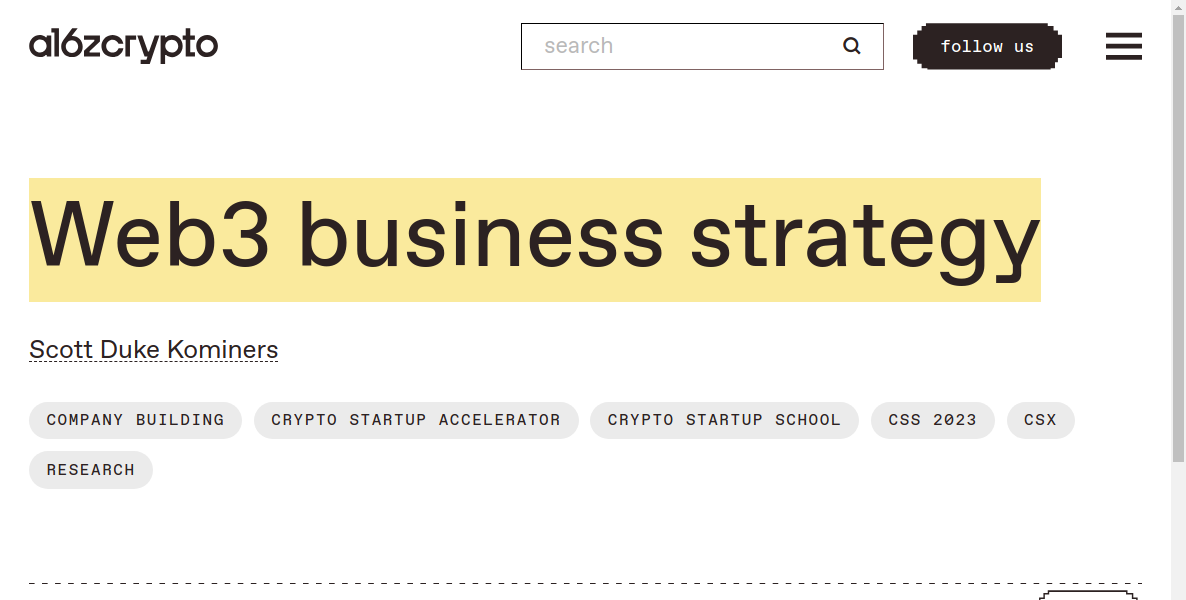 a16zcrypto
search
follow us
Web3 business strategy
Scott Duke Kominers
COMPANY BUILDING CRYPTO STARTUP ACCELERATOR CRYPTO STARTUP SCHOOL CSS 2023 CSX
RESEARCH